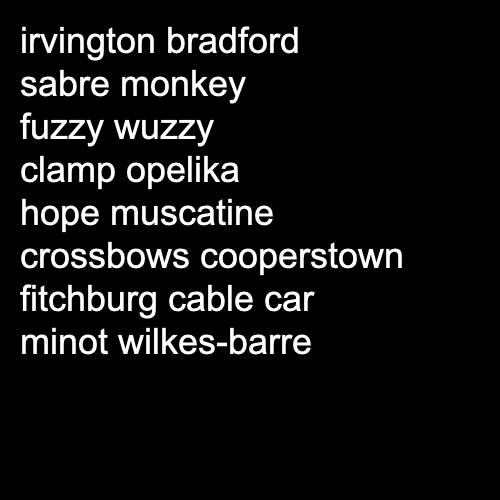 irvington bradford
sabre monkey
fuzzy wuzzy
clamp opelika
hope muscatine
crossbows cooperstown
fitchburg cable car
minot wilkes-barre